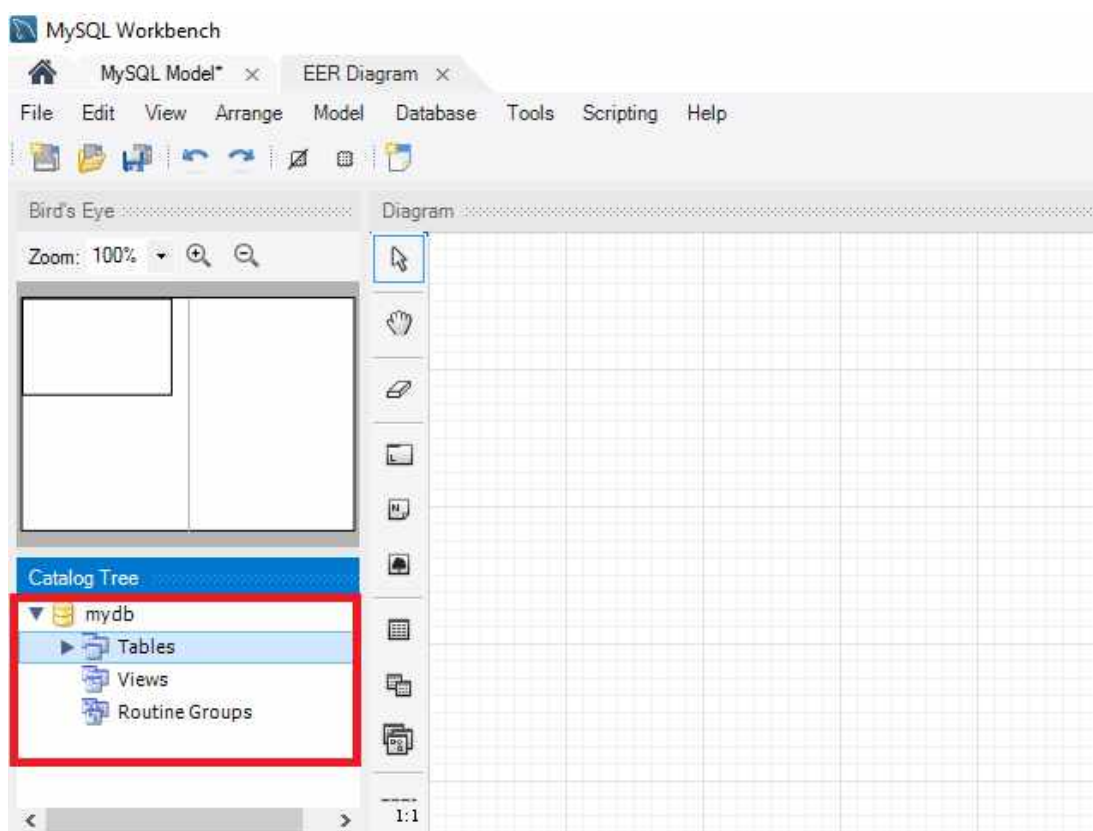 MySQL Workbench
MySQL Model* × EER Diagram ×
File Edit View Arrange Model Database Tools Scripting Help
Bird's Eye
Zoom: 100%
Catalog Tree
mydb
Tables
Views
Routine Groups
Diagram
L
N
1:1